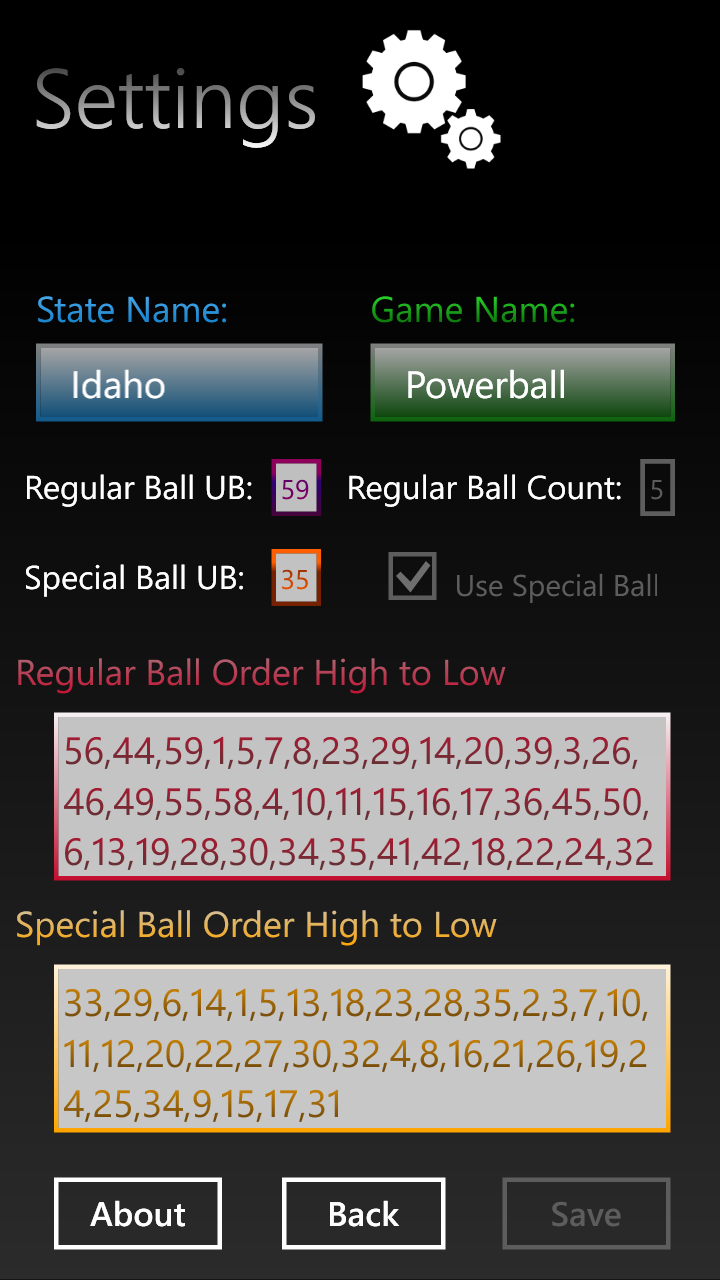 Settings
State Name: Game Name:
Idaho Powerball
Regular Ball UB: 59 Regular Ball Count: 5
Special Ball UB: 35 Use Special Ball
Regular Ball Order High to Low
56,44,59,1,5,7,8,23,29,14,20,39,3,26,
46,49,55,58,4,10,11,15,16,17,36,45,50,
6,13,19,28,30,34,35,41,42,18,22,24,32
Special Ball Order High to Low
33,29,6,14,1,5,13,18,23,28,35,2,3,7,10,
11,12,20,22,27,30,32,4,8,16,21,26,19,2
4,25,34,9,15,17,31
About Back Save